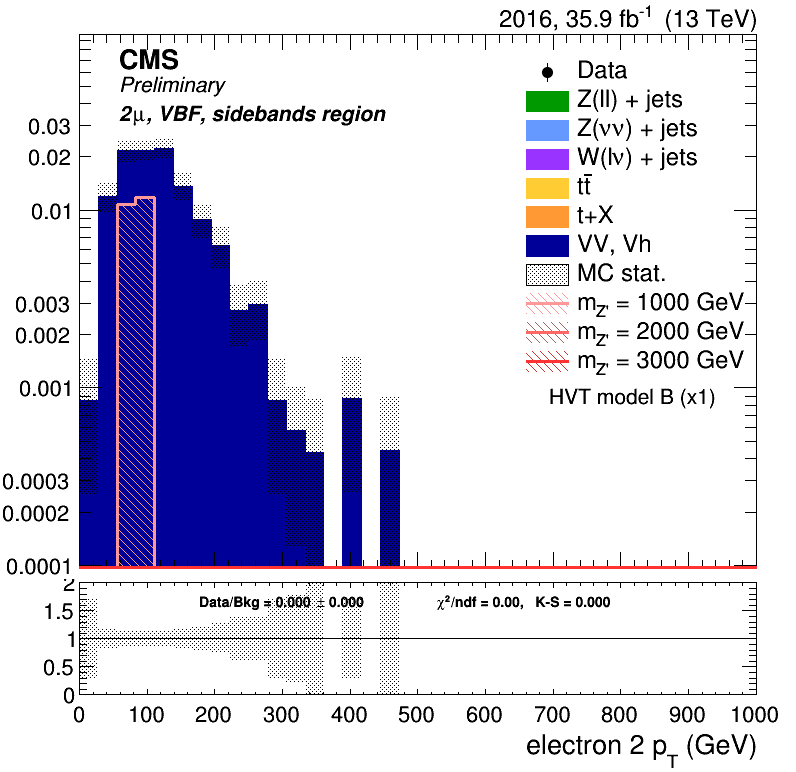 2016, 35.9 fb⁻¹ (13 TeV)
CMS
Preliminary
2μ, VBF, sidebands region
Data
Z(ll) + jets
Z(νν) + jets
W(lν) + jets
tt̄
t+X
VV, Vh
MC stat.
m_Z' = 1000 GeV
m_Z' = 2000 GeV
m_Z' = 3000 GeV
HVT model B (x1)
0.03
0.02
0.01
0.003
0.002
0.001
0.0003
0.0002
0.0001
Data/Bkg = 0.000 ± 0.000 χ²/ndf = 0.00, K-S = 0.000
2
1.5
1
0.5
0
0 100 200 300 400 500 600 700 800 900 1000
electron 2 p_T (GeV)